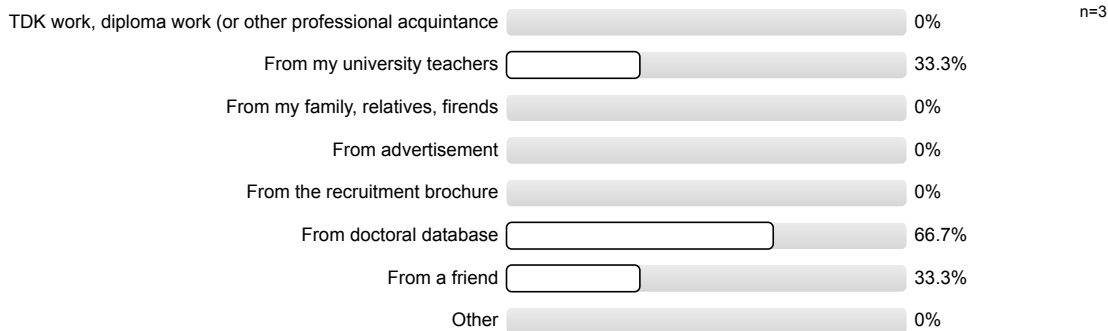 n=3
TDK work, diploma work (or other professional acquintance 0%
From my university teachers 33.3%
From my family, relatives, firends 0%
From advertisement 0%
From the recruitment brochure 0%
From doctoral database 66.7%
From a friend 33.3%
Other 0%